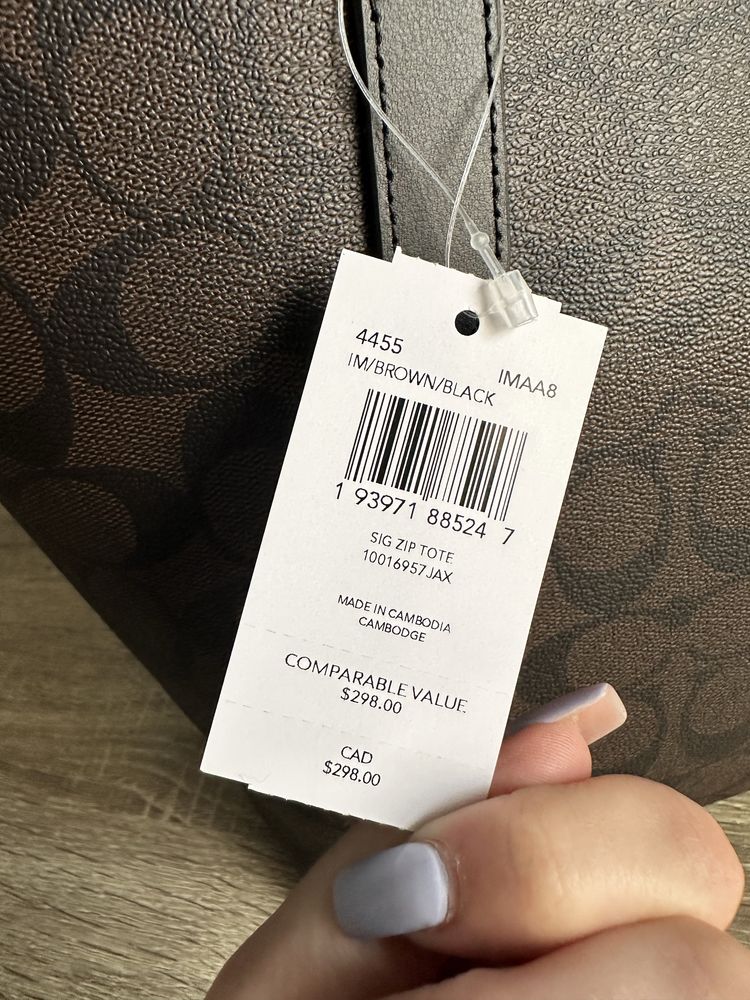 4455
IM/BROWN/BLACK IMAA8
1 93971 88524 7
SIG ZIP TOTE
10016957JAX
MADE IN CAMBODIA
CAMBODGE
COMPARABLE VALUE
$298.00
CAD
$298.00